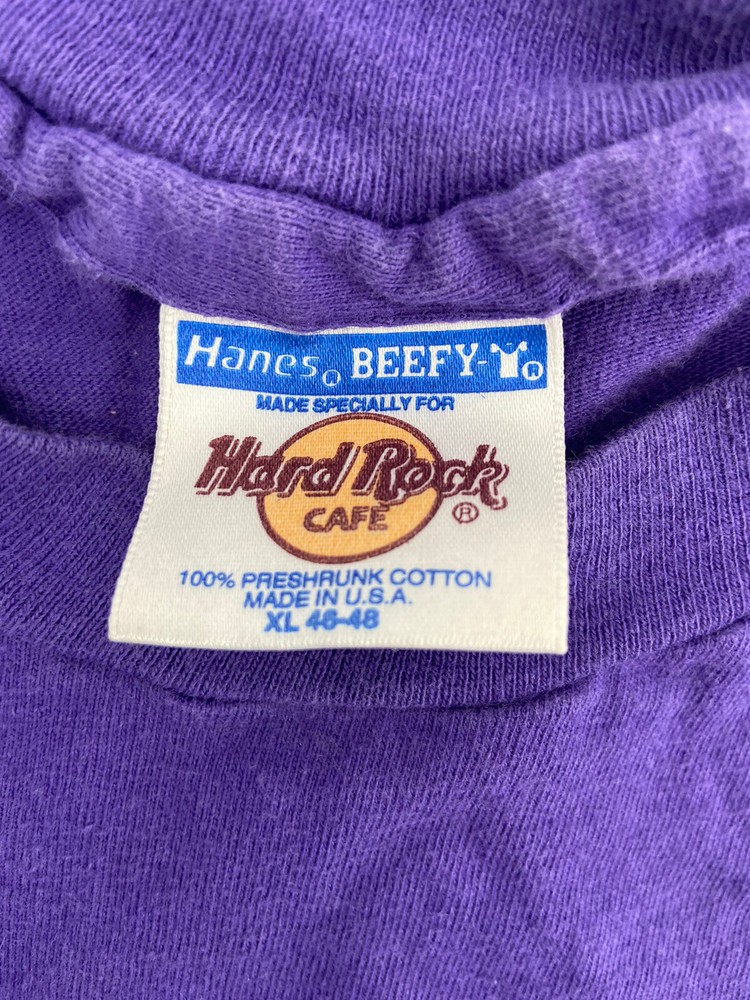 Hanes® BEEFY-T®
MADE SPECIALLY FOR
Hard Rock
CAFE ®
100% PRESHRUNK COTTON
MADE IN U.S.A.
XL 46-48